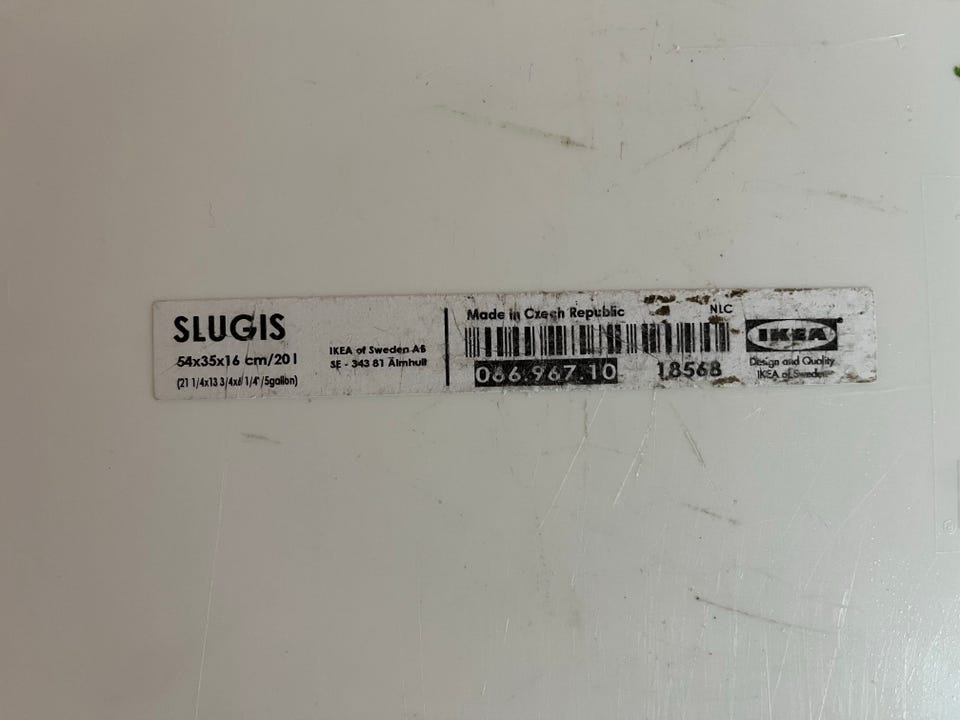 SLUGIS
54x35x16 cm/20 l
(21 1/4x13 3/4x6 1/4"/5gallon)
IKEA of Sweden AB
SE - 343 81 Älmhult
Made in Czech Republic
NLC
066.967.10
18568
IKEA®
Design and Quality
IKEA of Sweden